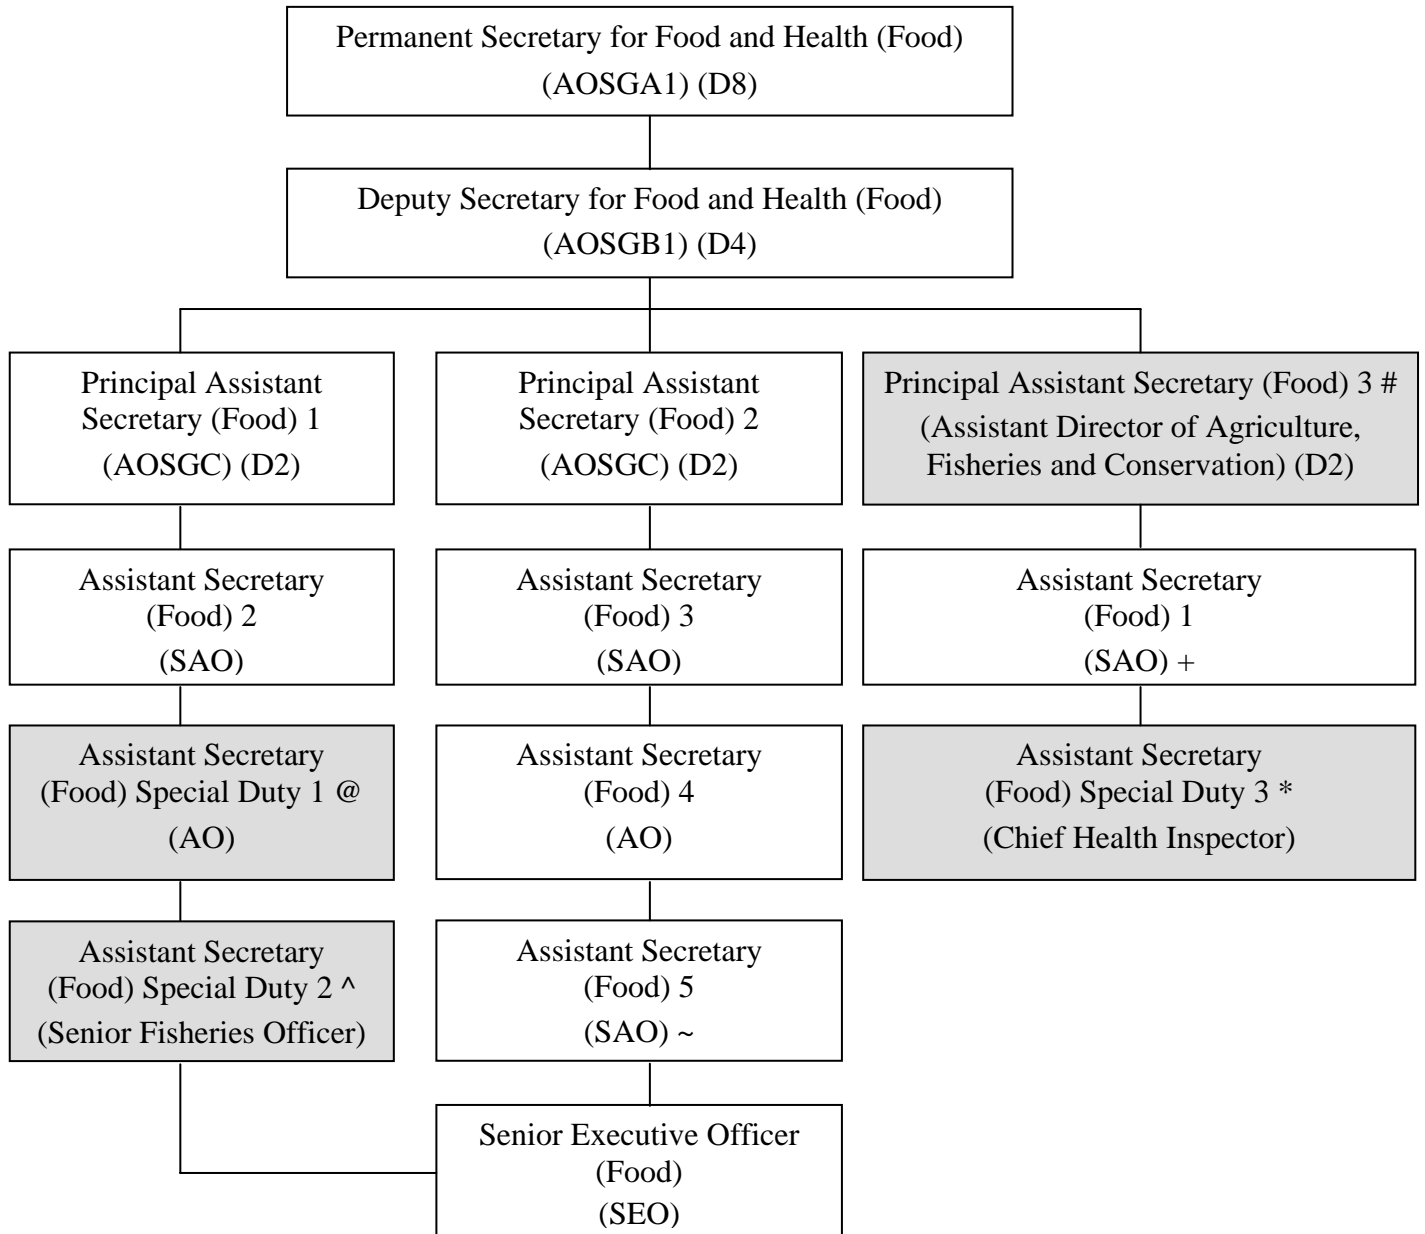 Permanent Secretary for Food and Health (Food)
(AOSGA1) (D8)
Deputy Secretary for Food and Health (Food)
(AOSGB1) (D4)
Principal Assistant
Secretary (Food) 1
(AOSGC) (D2)
Principal Assistant
Secretary (Food) 2
(AOSGC) (D2)
Principal Assistant Secretary (Food) 3 #
(Assistant Director of Agriculture,
Fisheries and Conservation) (D2)
Assistant Secretary
(Food) 2
(SAO)
Assistant Secretary
(Food) 3
(SAO)
Assistant Secretary
(Food) 1
(SAO) +
Assistant Secretary
(Food) Special Duty 1 @
(AO)
Assistant Secretary
(Food) 4
(AO)
Assistant Secretary
(Food) Special Duty 3 *
(Chief Health Inspector)
Assistant Secretary
(Food) Special Duty 2 ^
(Senior Fisheries Officer)
Assistant Secretary
(Food) 5
(SAO) ~
Senior Executive Officer
(Food)
(SEO)